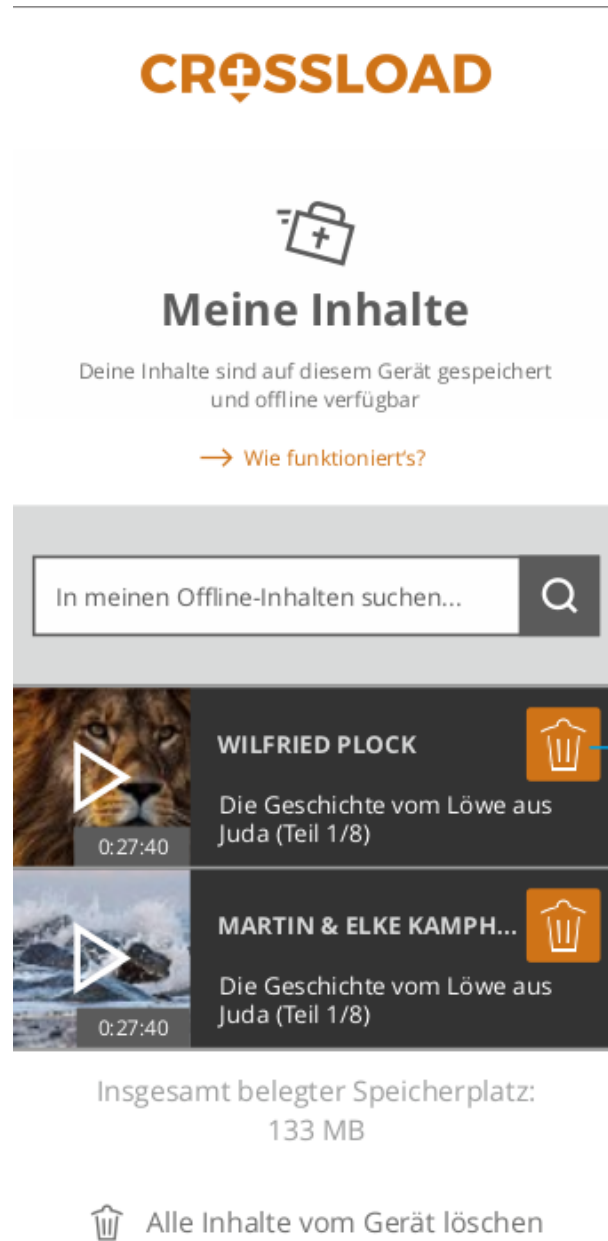 CROSSLOAD
Meine Inhalte
Deine Inhalte sind auf diesem Gerät gespeichert
und offline verfügbar
Wie funktioniert's?
In meinen Offline-Inhalten suchen...
WILFRIED PLOCK
Die Geschichte vom Löwe aus
Juda (Teil 1/8)
0:27:40
MARTIN & ELKE KAMPH...
Die Geschichte vom Löwe aus
Juda (Teil 1/8)
0:27:40
Insgesamt belegter Speicherplatz:
133 MB
Alle Inhalte vom Gerät löschen